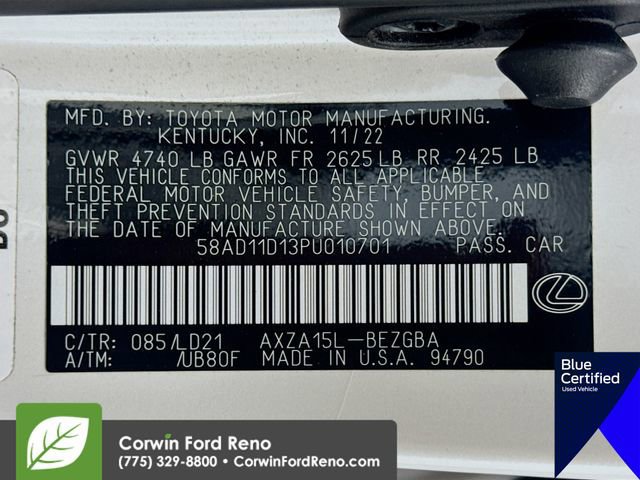 MFD. BY: TOYOTA MOTOR MANUFACTURING.
KENTUCKY, INC. 11/22
GVWR 4740 LB GAWR FR 2625 LB RR 2425 LB
THIS VEHICLE CONFORMS TO ALL APPLICABLE
FEDERAL MOTOR VEHICLE SAFETY, BUMPER, AND
THEFT PREVENTION STANDARDS IN EFFECT ON
THE DATE OF MANUFACTURE SHOWN ABOVE.
58AD11D13PU010701 PASS. CAR
C/TR: 085/LD21 AXZA15L-BEZGBA
A/TM: /UB80F MADE IN U.S.A. 94790
Blue
Certified
Used Vehicle
Corwin Ford Reno
(775) 329-8800 • CorwinFordReno.com